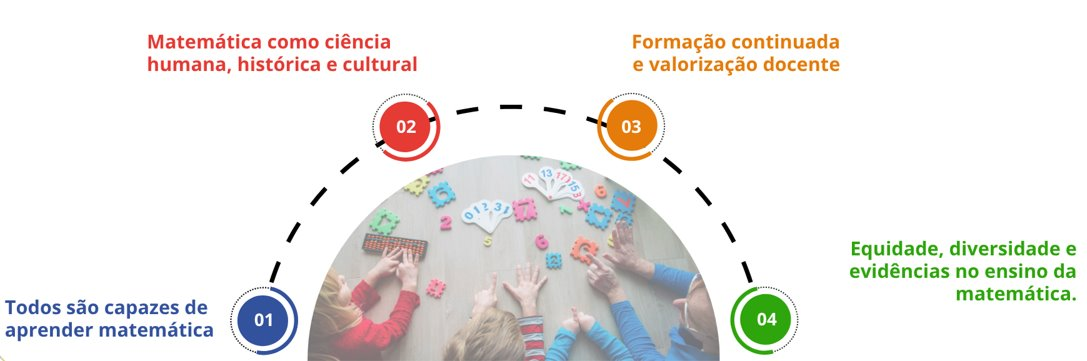 Matemática como ciência
humana, histórica e cultural
Formação continuada
e valorização docente
02
03
Equidade, diversidade e
evidências no ensino da
matemática.
Todos são capazes de
aprender matemática
01
04